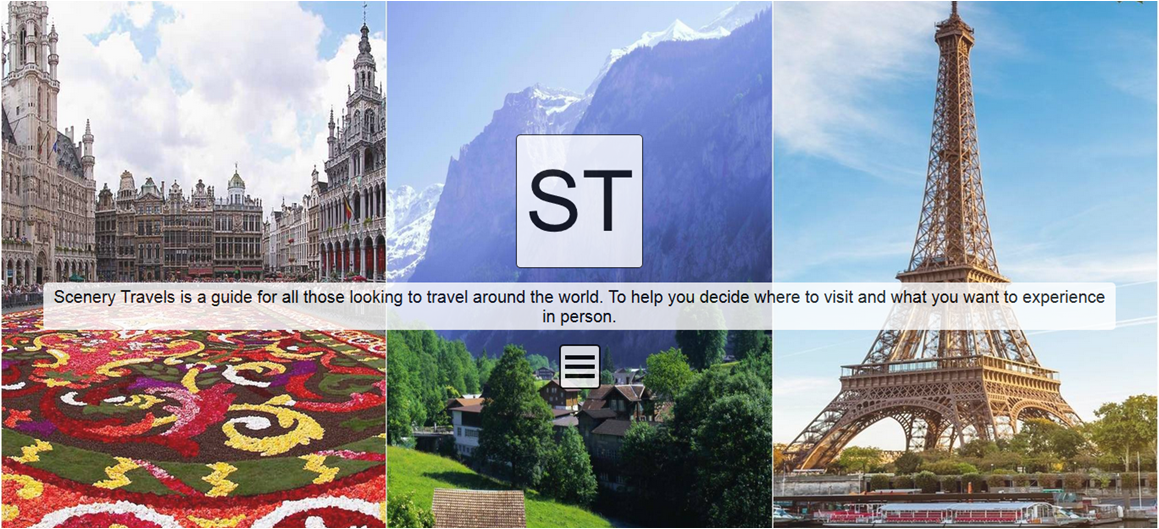 ST
Scenery Travels is a guide for all those looking to travel around the world. To help you decide where to visit and what you want to experience
in person.